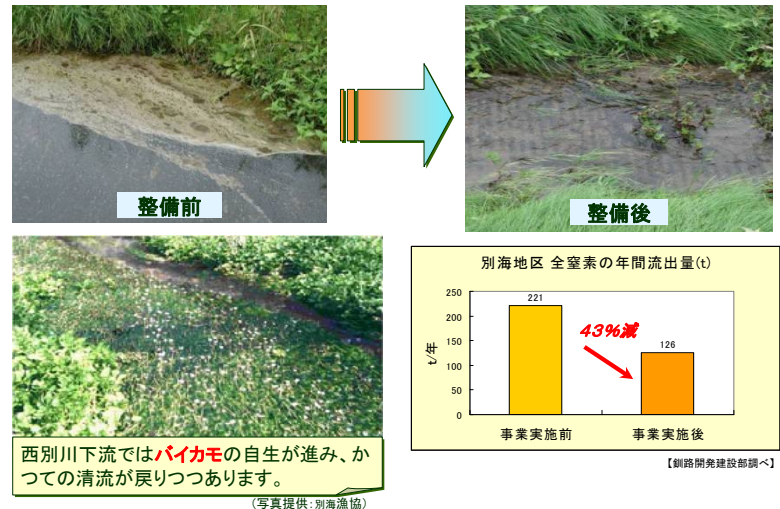 整備前
整備後
西別川下流ではバイカモの自生が進み、か
つての清流が戻りつつあります。
(写真提供:別海漁協)
別海地区 全窒素の年間流出量(t)
t/年
250
200
150
100
50
0
221
43%減
126
事業実施前
事業実施後
【釧路開発建設部調べ】